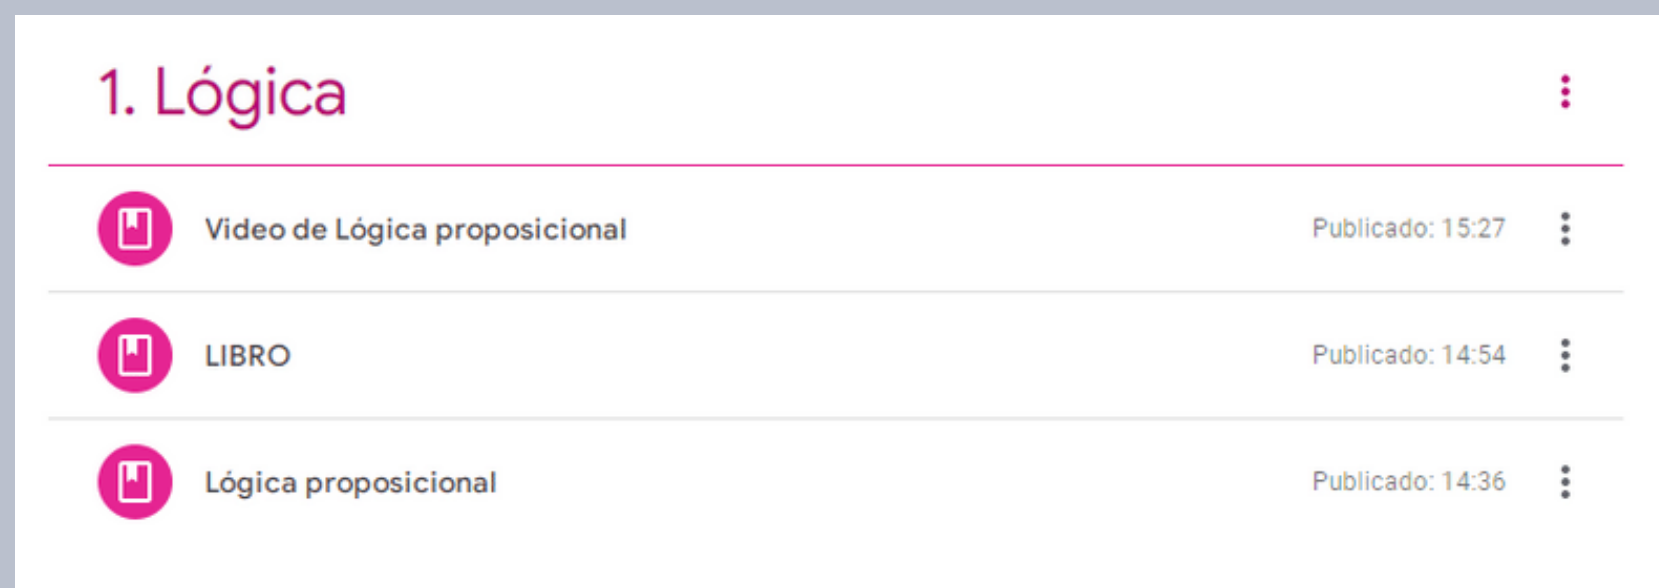 1. Lógica
Video de Lógica proposicional Publicado: 15:27
LIBRO Publicado: 14:54
Lógica proposicional Publicado: 14:36